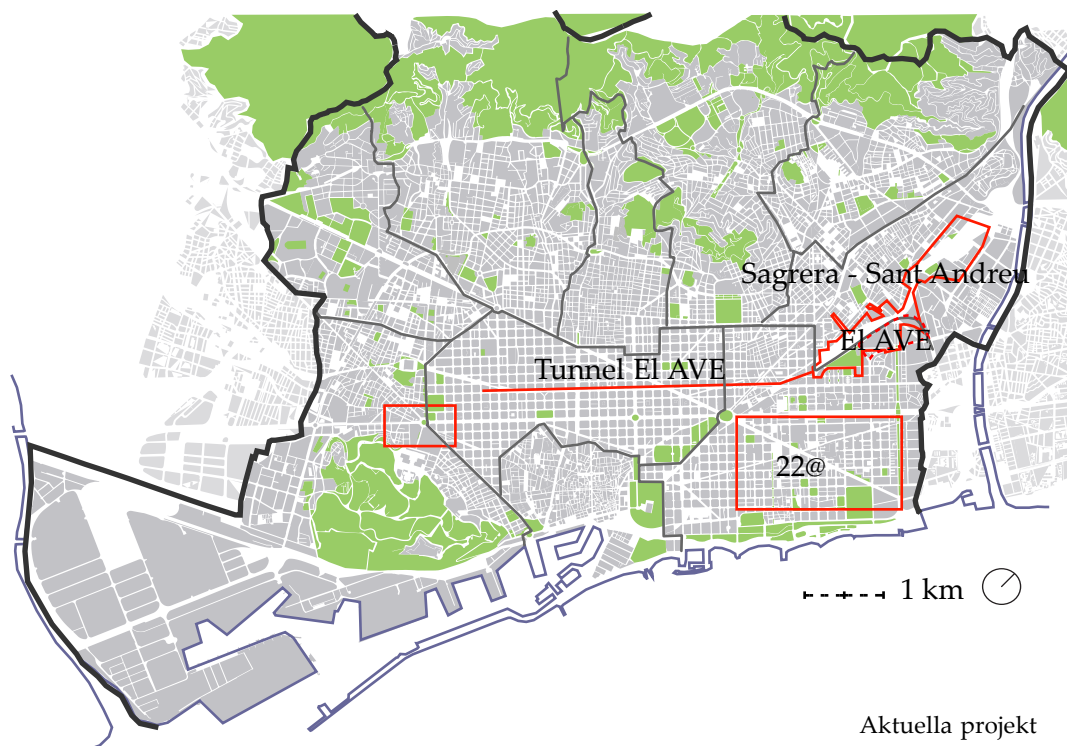 Sagrera - Sant Andreu
El AVE
Tunnel El AVE
22@
1 km
Aktuella projekt